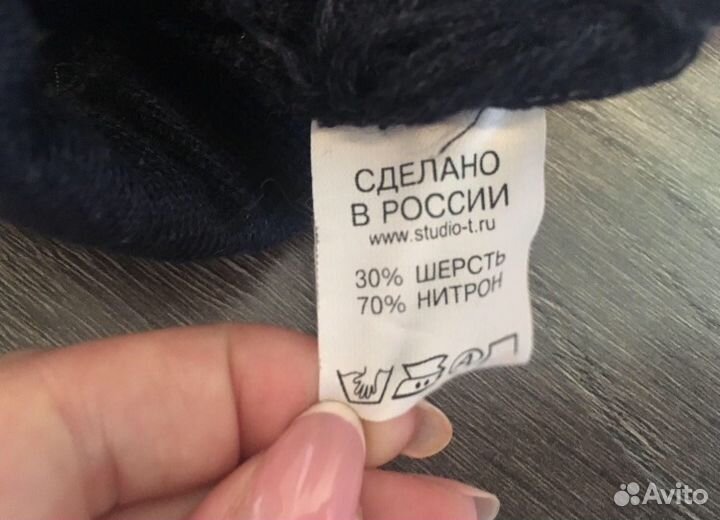 СДЕЛАНО
В РОССИИ
www.studio-t.ru
30% ШЕРСТЬ
70% НИТРОН
A
Avito